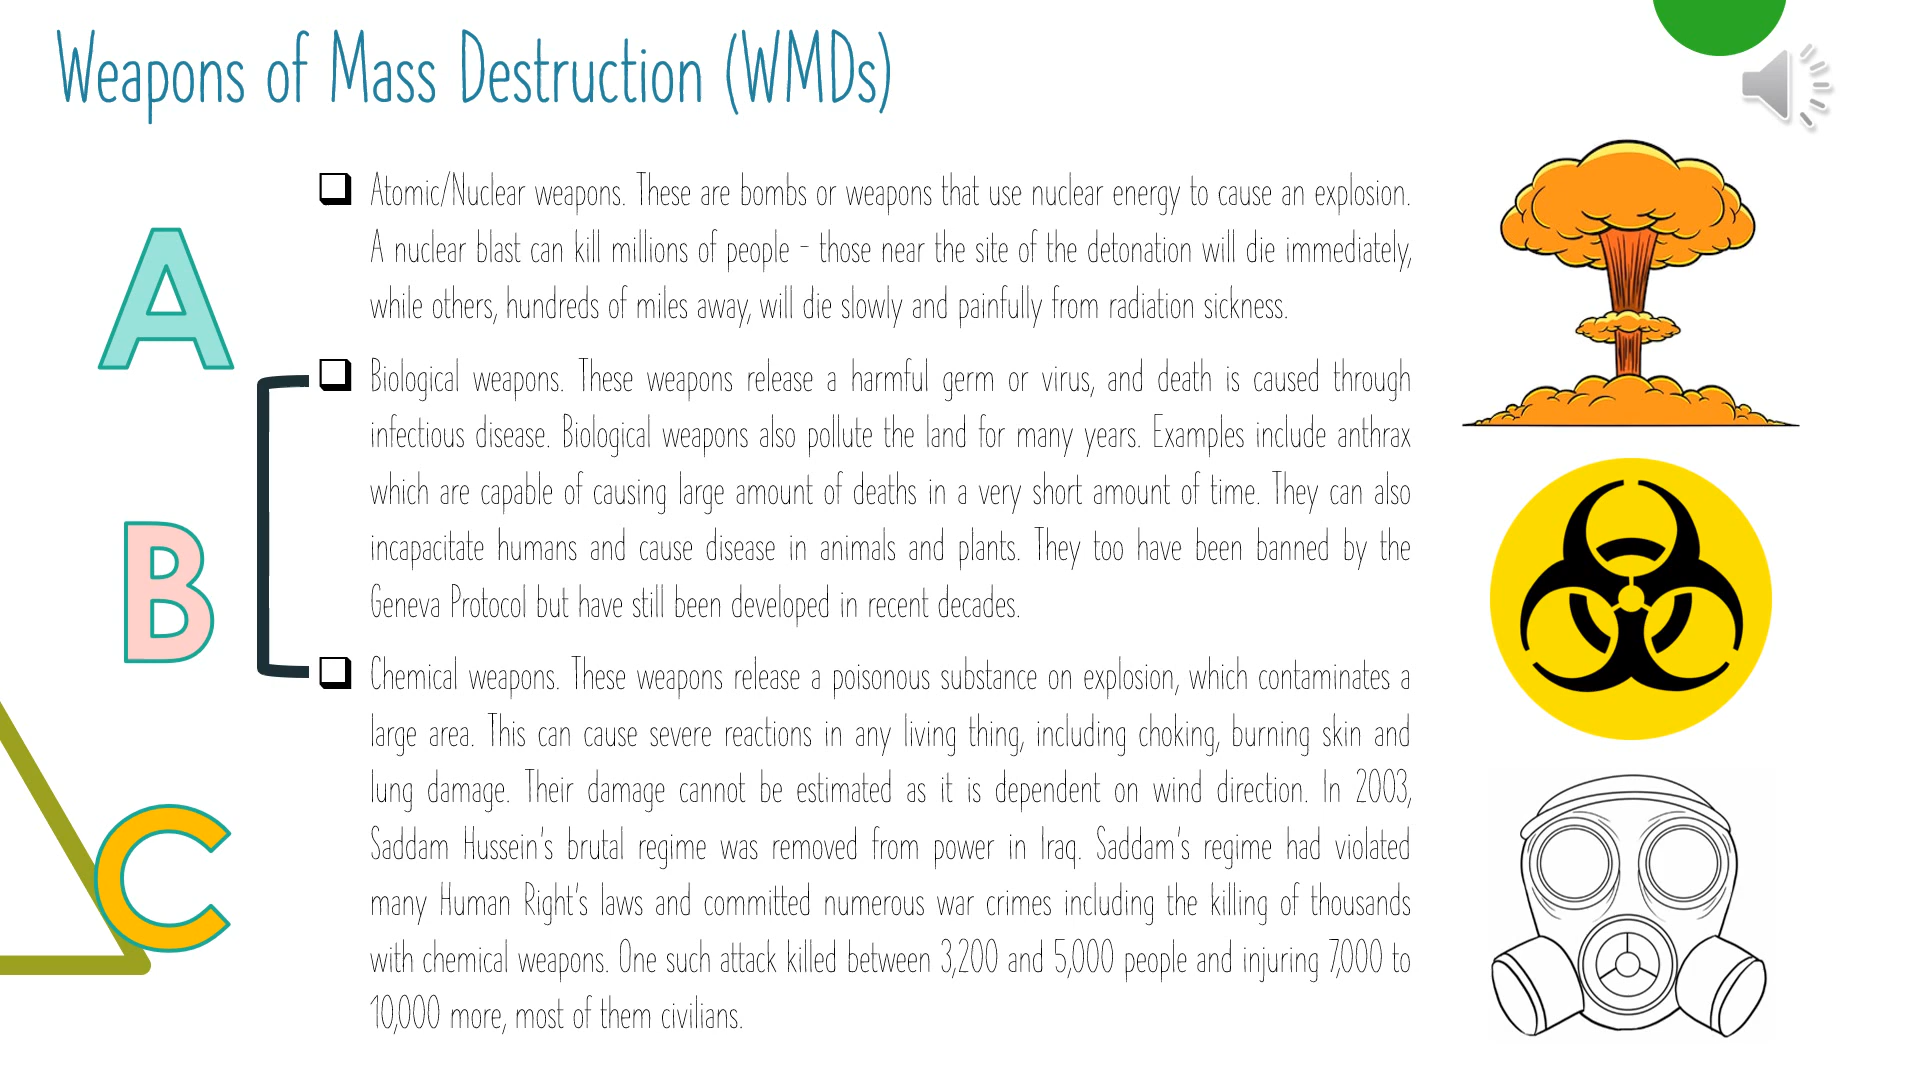 Weapons of Mass Destruction (WMDs)
A
Atomic/Nuclear weapons. These are bombs or weapons that use nuclear energy to cause an explosion.
A nuclear blast can kill millions of people - those near the site of the detonation will die immediately,
while others, hundreds of miles away, will die slowly and painfully from radiation sickness.
B
Biological weapons. These weapons release a harmful germ or virus, and death is caused through
infectious disease. Biological weapons also pollute the land for many years. Examples include anthrax
which are capable of causing large amount of deaths in a very short amount of time. They can also
incapacitate humans and cause disease in animals and plants. They too have been banned by the
Geneva Protocol but have still been developed in recent decades.
C
Chemical weapons. These weapons release a poisonous substance on explosion, which contaminates a
large area. This can cause severe reactions in any living thing, including choking, burning skin and
lung damage. Their damage cannot be estimated as it is dependent on wind direction. In 2003,
Saddam Hussein's brutal regime was removed from power in Iraq. Saddam's regime had violated
many Human Right's laws and committed numerous war crimes including the killing of thousands
with chemical weapons. One such attack killed between 3,200 and 5,000 people and injuring 7,000 to
10,000 more, most of them civilians.